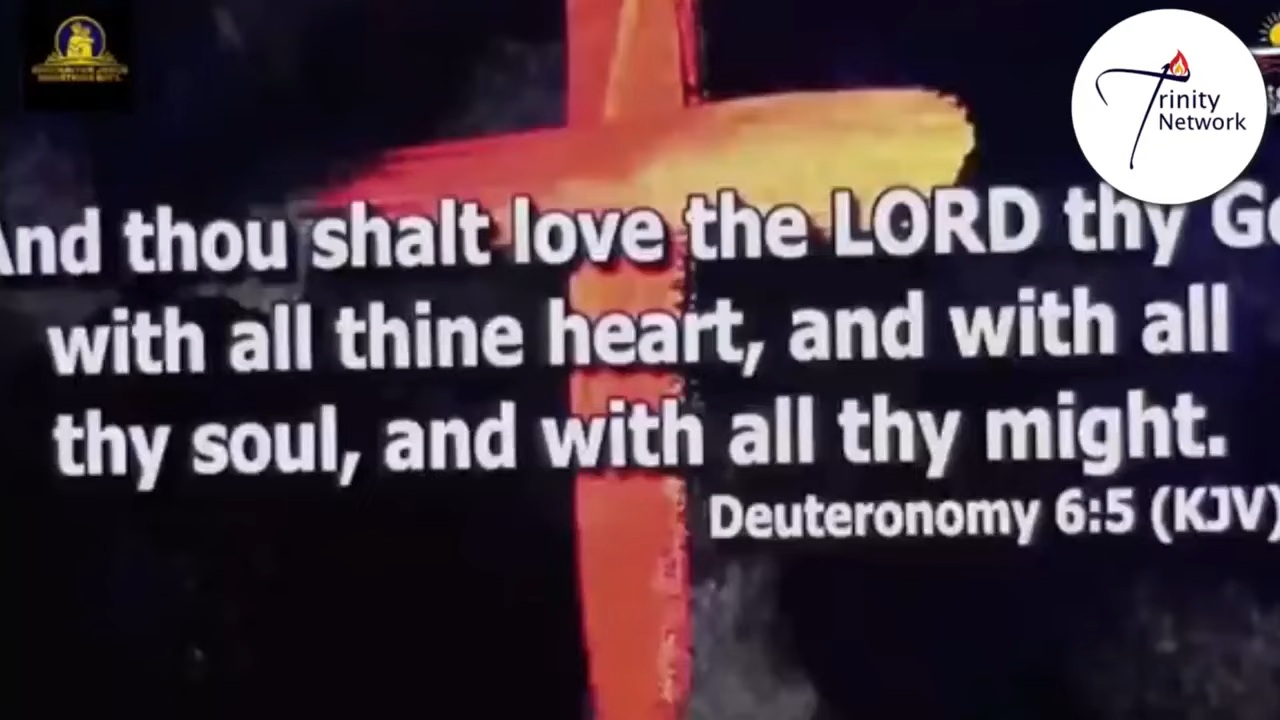 Trinity
Network
And thou shalt love the LORD thy Go
with all thine heart, and with all
thy soul, and with all thy might.
Deuteronomy 6:5 (KJV)